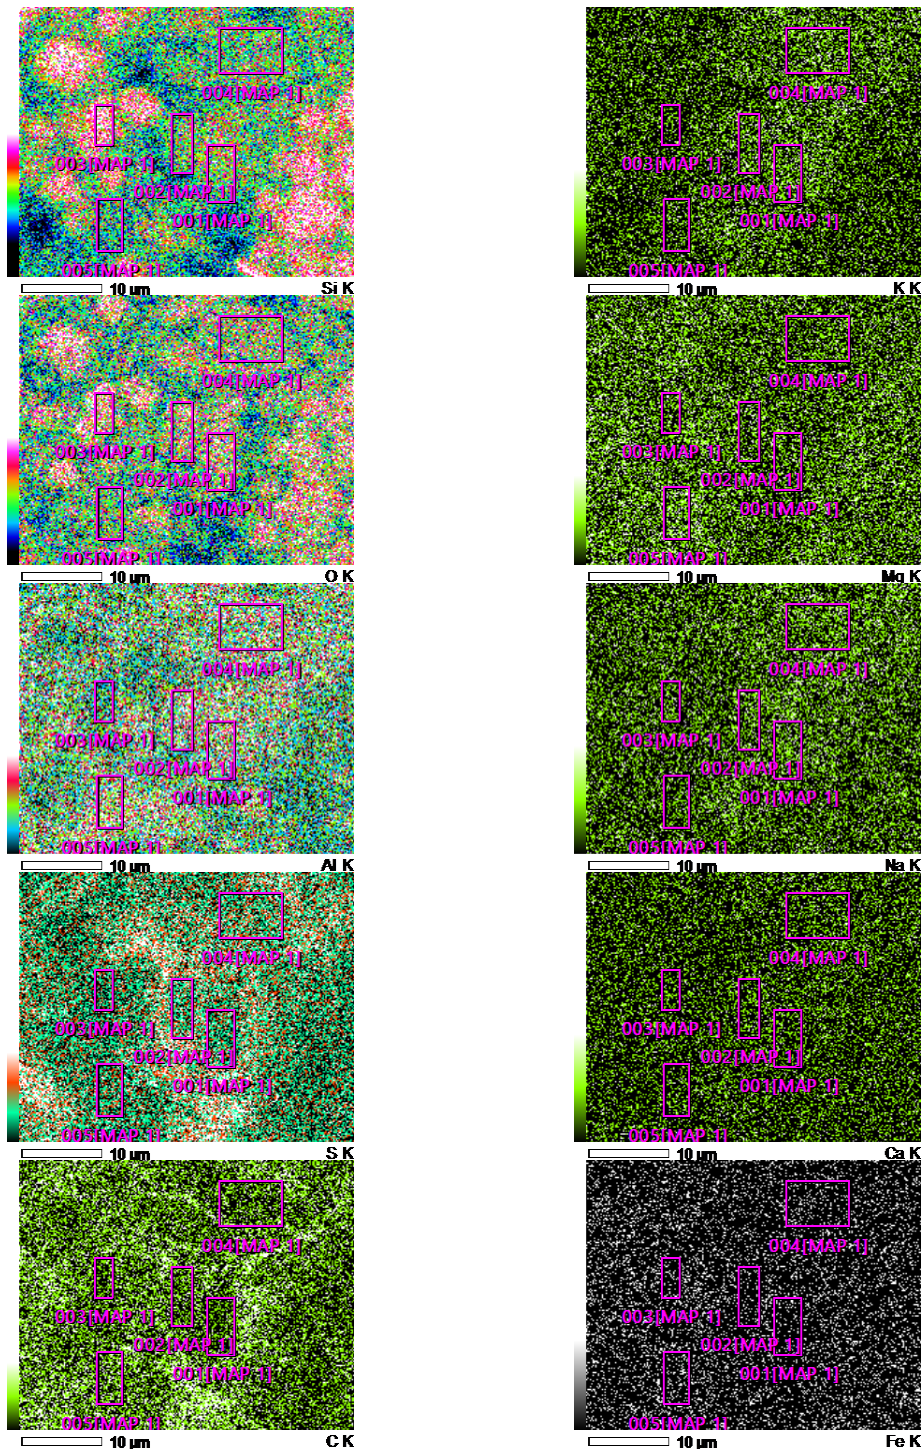 004[MAP 1]
003[MAP 1]
002[MAP 1]
001[MAP 1]
005[MAP 1]
10 µm Si K
004[MAP 1]
003[MAP 1]
002[MAP 1]
001[MAP 1]
005[MAP 1]
10 µm K K
004[MAP 1]
003[MAP 1]
002[MAP 1]
001[MAP 1]
005[MAP 1]
10 µm O K
004[MAP 1]
003[MAP 1]
002[MAP 1]
001[MAP 1]
005[MAP 1]
10 µm Mg K
004[MAP 1]
003[MAP 1]
002[MAP 1]
001[MAP 1]
005[MAP 1]
10 µm Al K
004[MAP 1]
003[MAP 1]
002[MAP 1]
001[MAP 1]
005[MAP 1]
10 µm Na K
004[MAP 1]
003[MAP 1]
002[MAP 1]
001[MAP 1]
005[MAP 1]
10 µm S K
004[MAP 1]
003[MAP 1]
002[MAP 1]
001[MAP 1]
005[MAP 1]
10 µm Ca K
004[MAP 1]
003[MAP 1]
002[MAP 1]
001[MAP 1]
005[MAP 1]
10 µm C K
004[MAP 1]
003[MAP 1]
002[MAP 1]
001[MAP 1]
005[MAP 1]
10 µm Fe K